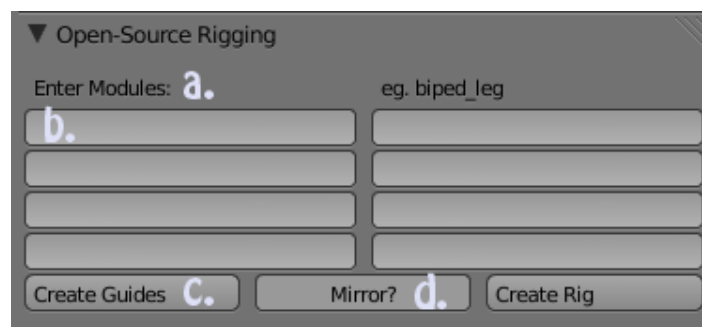 Open-Source Rigging
Enter Modules: a. eg. biped_leg
b.
Create Guides c. Mirror? d. Create Rig